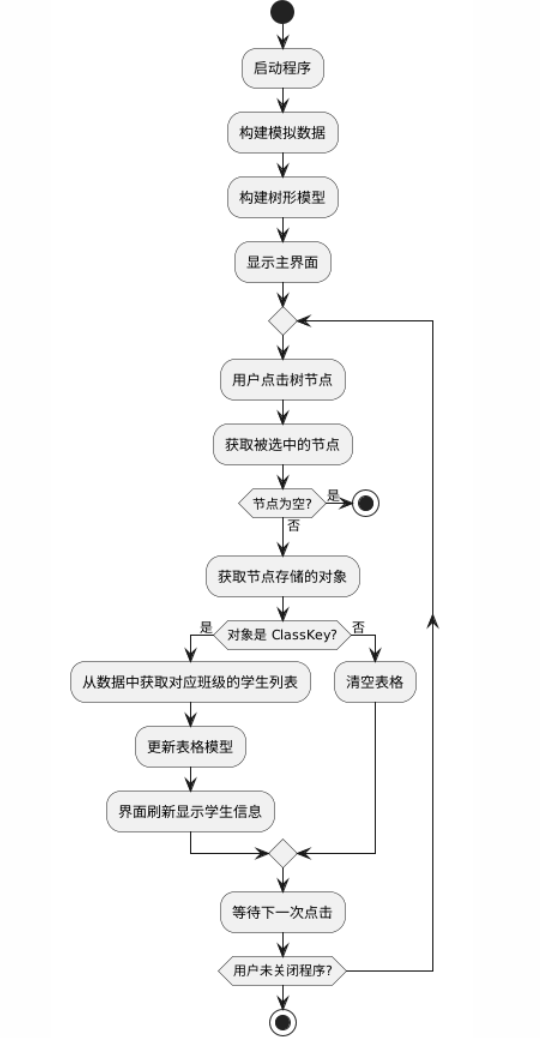 启动程序
构建模拟数据
构建树形模型
显示主界面
用户点击树节点
获取被选中的节点
节点为空?
是
否
获取节点存储的对象
是
对象是 ClassKey?
否
从数据中获取对应班级的学生列表
清空表格
更新表格模型
界面刷新显示学生信息
等待下一次点击
用户未关闭程序?